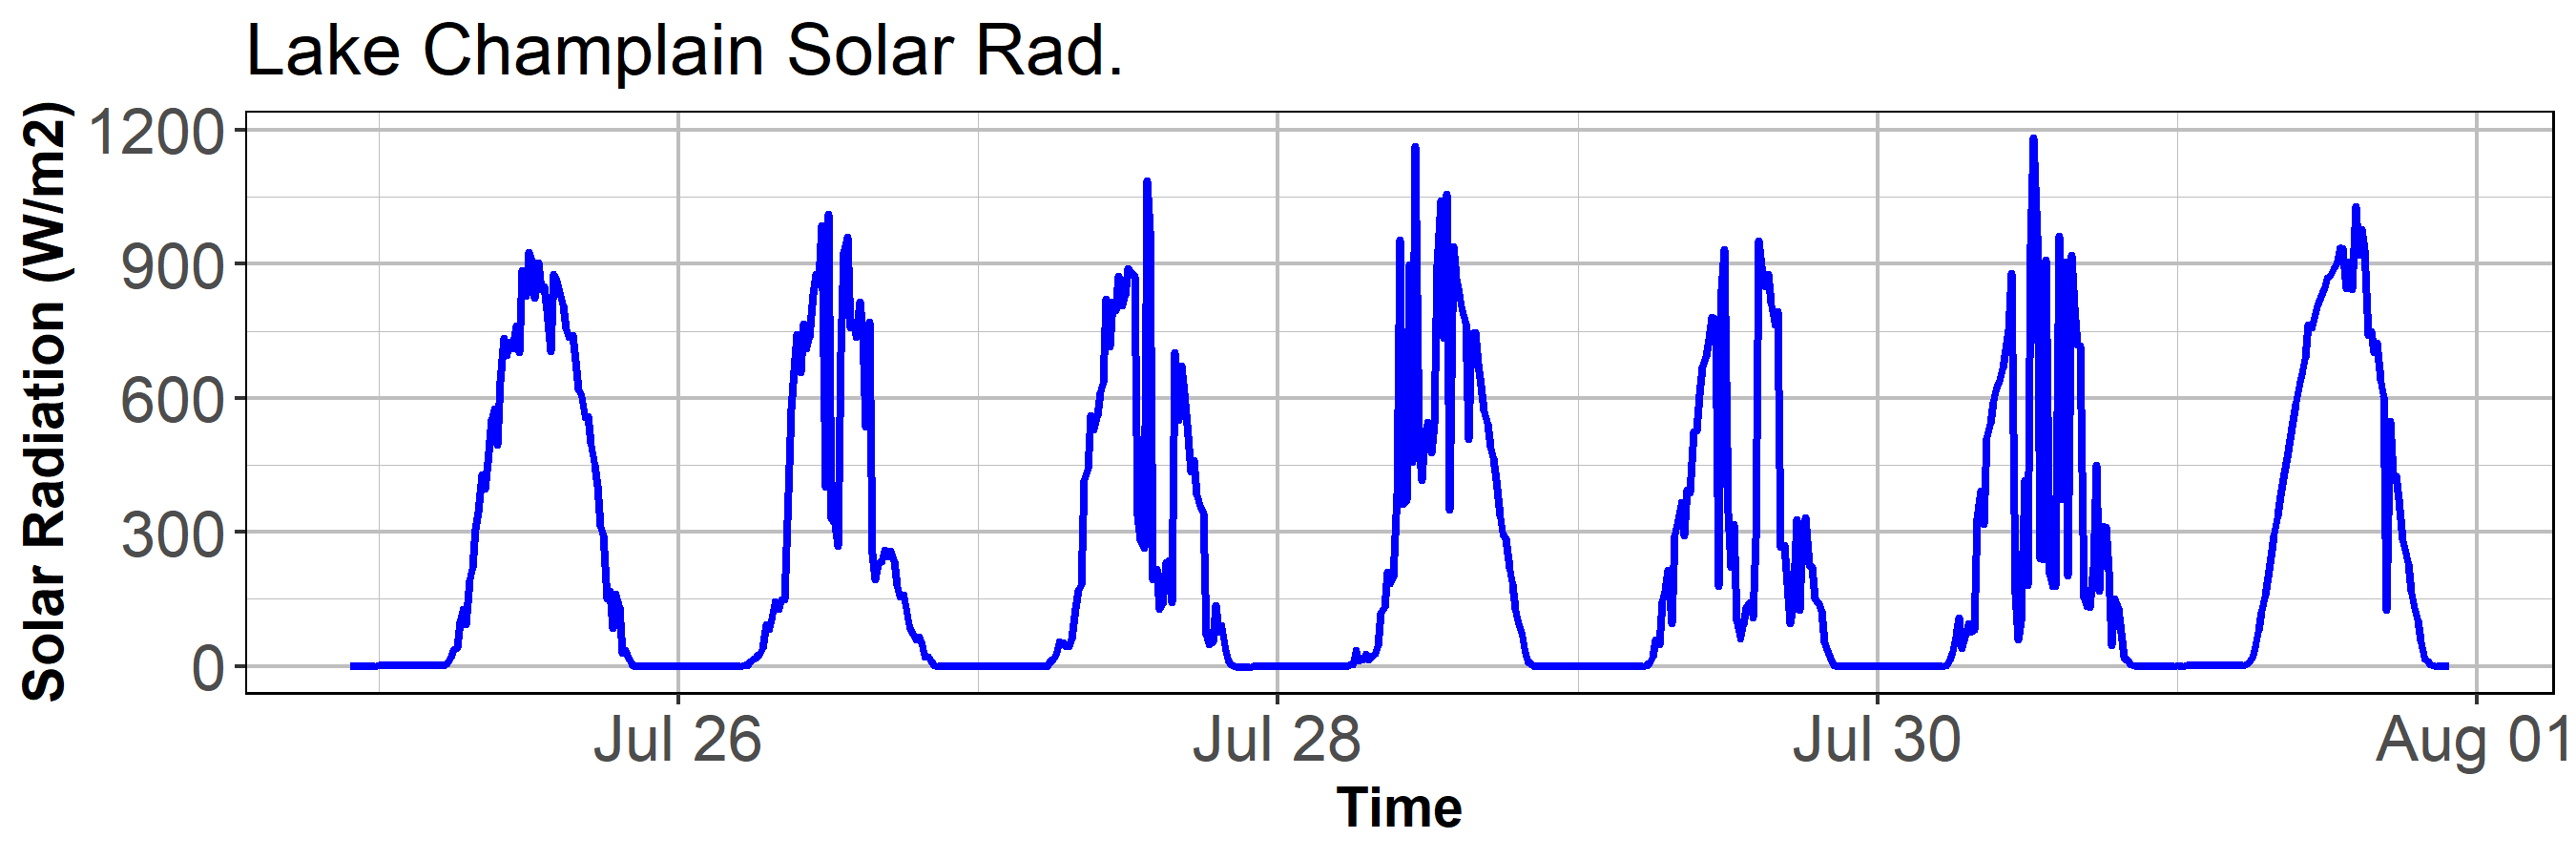 Lake Champlain Solar Rad.
Solar Radiation (W/m2)
1200
900
600
300
0
Jul 26 Jul 28 Jul 30 Aug 01
Time